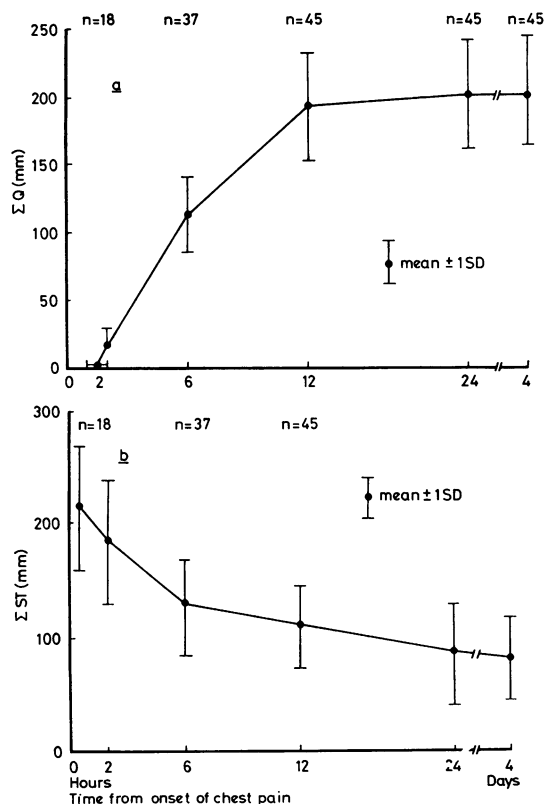 n=18 n=37 n=45 n=45 n=45
250
a
200
150
ΣQ (mm)
100
mean ± 1SD
50
0
0 2 6 12 24 4
300
n=18 n=37 n=45
b
mean ± 1SD
200
ΣST (mm)
100
0
0 2 6 12 24 4
Hours Days
Time from onset of chest pain